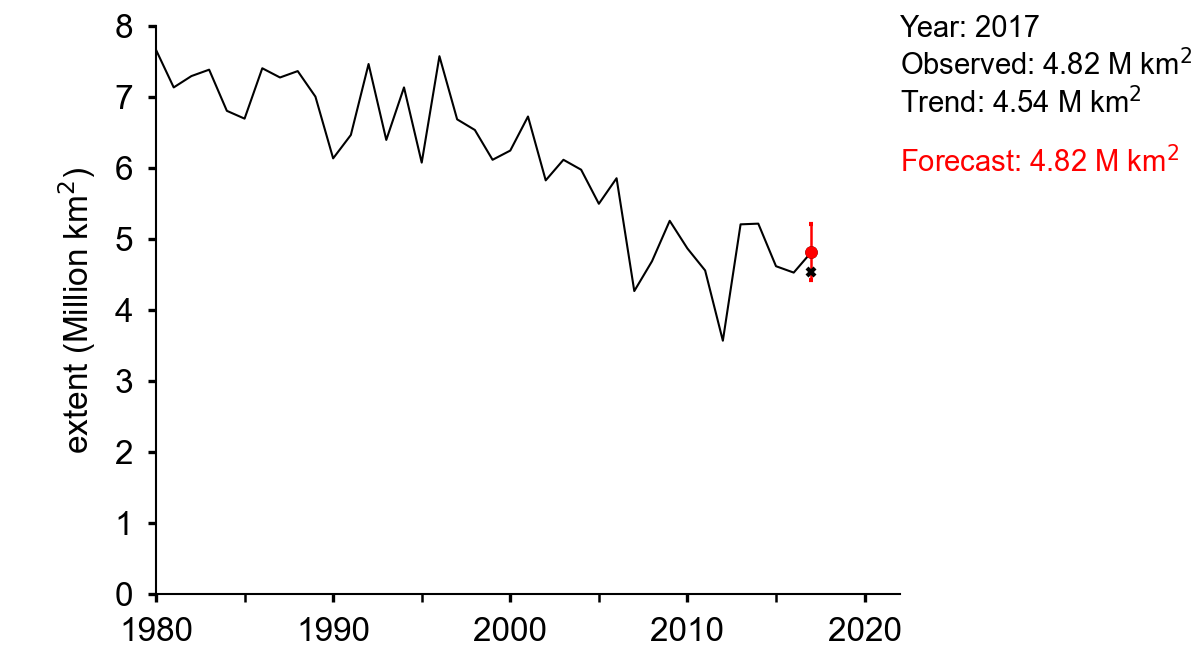 Year: 2017
Observed: 4.82 M km²
Trend: 4.54 M km²
Forecast: 4.82 M km²
extent (Million km²)
8
7
6
5
4
3
2
1
0
1980 1990 2000 2010 2020